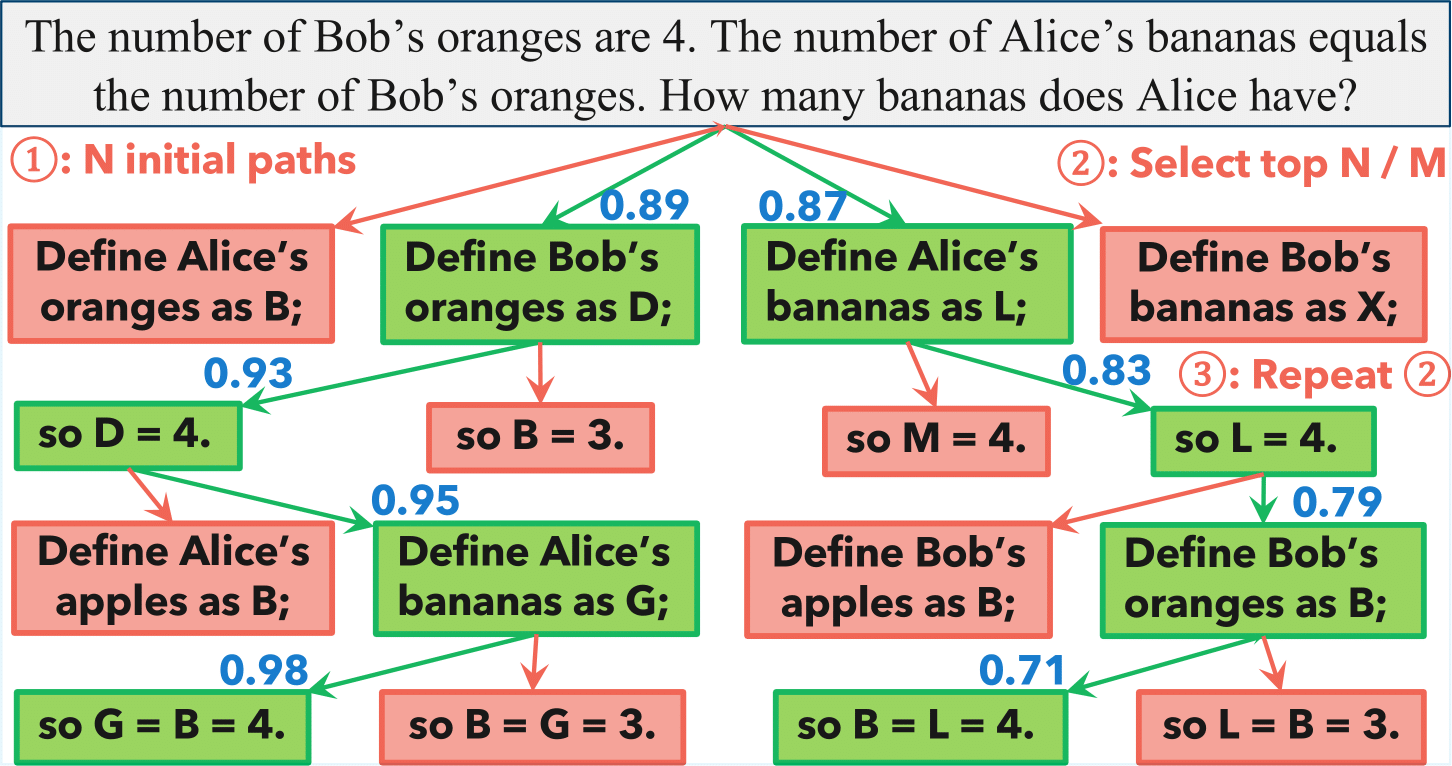 The number of Bob’s oranges are 4. The number of Alice’s bananas equals
the number of Bob’s oranges. How many bananas does Alice have?
①: N initial paths
②: Select top N / M
0.89
0.87
Define Alice’s
oranges as B;
Define Bob’s
oranges as D;
Define Alice’s
bananas as L;
Define Bob’s
bananas as X;
0.93
0.83
③: Repeat ②
so D = 4.
so B = 3.
so M = 4.
so L = 4.
0.95
0.79
Define Alice’s
apples as B;
Define Alice’s
bananas as G;
Define Bob’s
apples as B;
Define Bob’s
oranges as B;
0.98
0.71
so G = B = 4.
so B = G = 3.
so B = L = 4.
so L = B = 3.